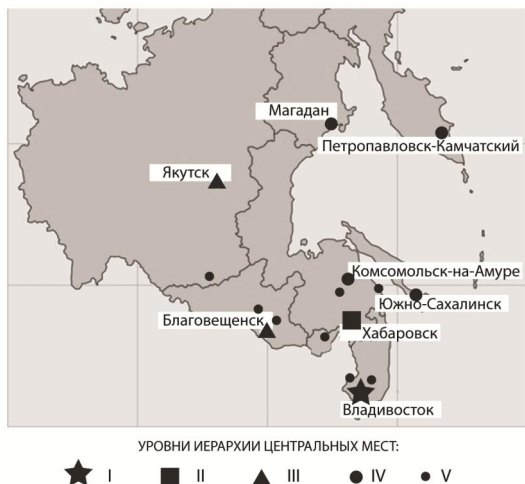 Магадан
Петропавловск-Камчатский
Якутск
Комсомольск-на-Амуре
Южно-Сахалинск
Благовещенск
Хабаровск
Владивосток
УРОВНИ ИЕРАРХИИ ЦЕНТРАЛЬНЫХ МЕСТ:
I II III IV V